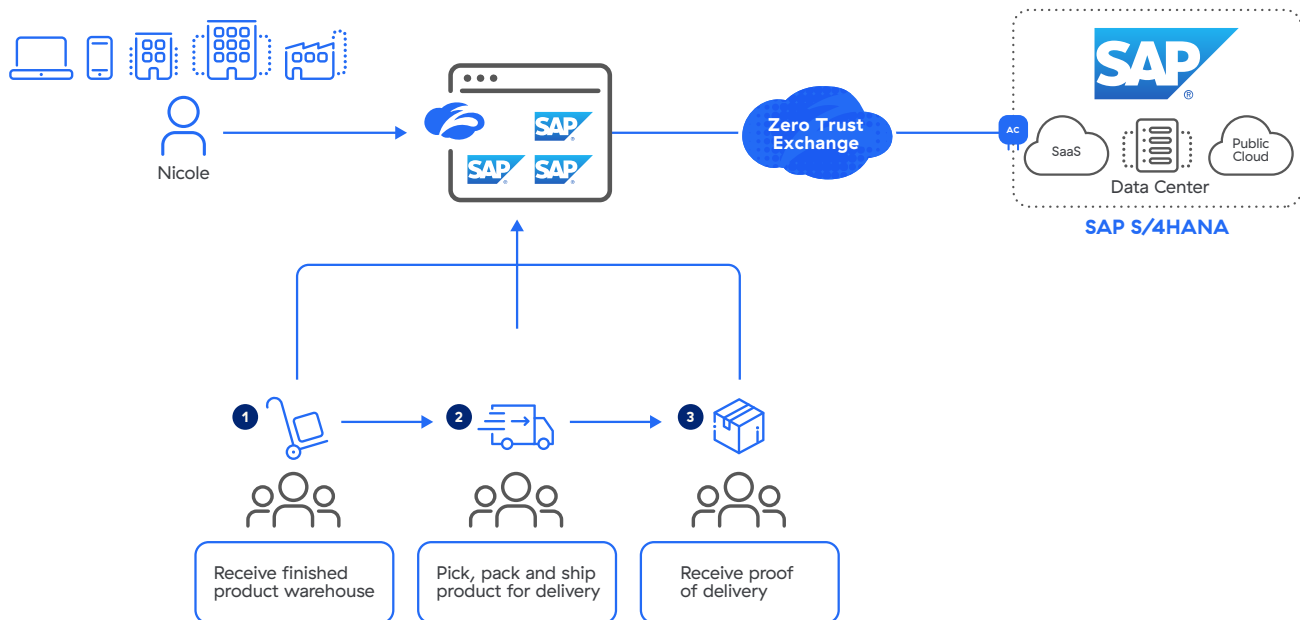 SAP
®
Nicole
SAP
®
SAP
®
SAP
®
Zero Trust
Exchange
AC
SaaS
Public
Cloud
Data Center
SAP S/4HANA
1
2
3
Receive finished
product warehouse
Pick, pack and ship
product for delivery
Receive proof
of delivery